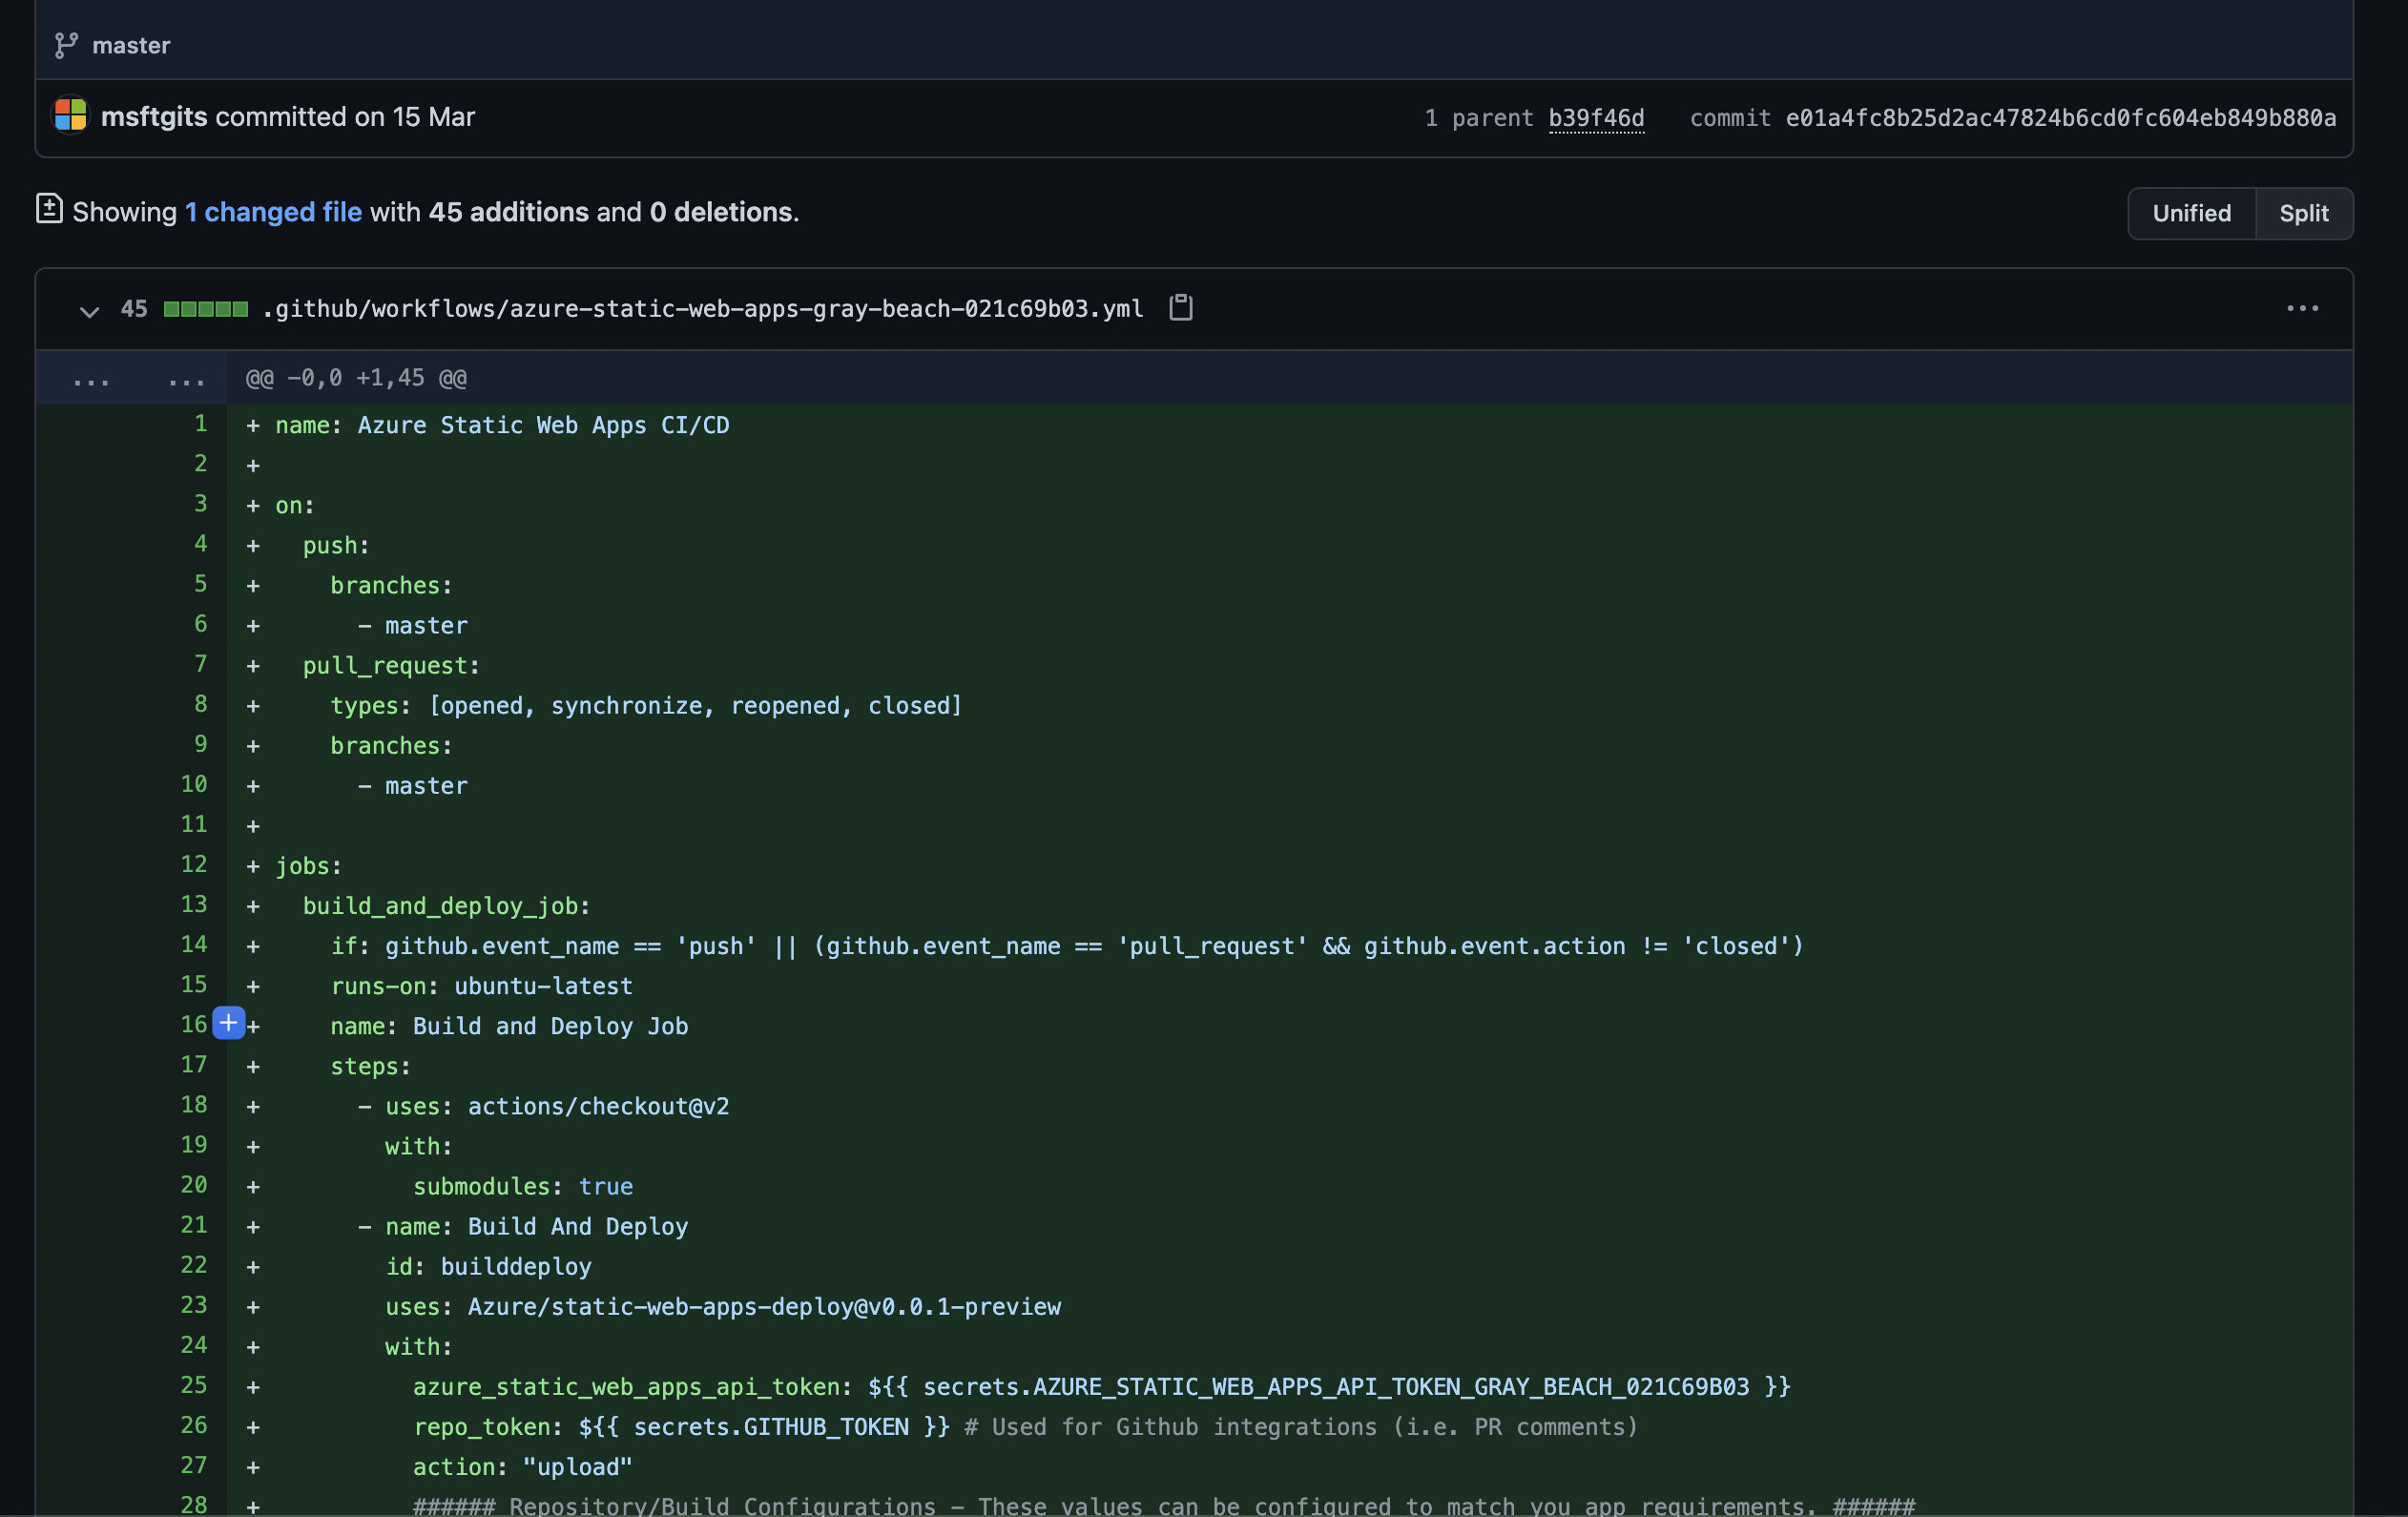 master
msftgits committed on 15 Mar 1 parent b39f46d commit e01a4fc8b25d2ac47824b6cd0fc604eb849b880a
Showing 1 changed file with 45 additions and 0 deletions. Unified Split
45 .github/workflows/azure-static-web-apps-gray-beach-021c69b03.yml ...
... ... @@ -0,0 +1,45 @@
1 + name: Azure Static Web Apps CI/CD
2 +
3 + on:
4 +   push:
5 +     branches:
6 +       - master
7 +   pull_request:
8 +     types: [opened, synchronize, reopened, closed]
9 +     branches:
10 +       - master
11 +
12 + jobs:
13 +   build_and_deploy_job:
14 +     if: github.event_name == 'push' || (github.event_name == 'pull_request' && github.event.action != 'closed')
15 +     runs-on: ubuntu-latest
16 + +     name: Build and Deploy Job
17 +     steps:
18 +       - uses: actions/checkout@v2
19 +         with:
20 +           submodules: true
21 +       - name: Build And Deploy
22 +         id: builddeploy
23 +         uses: Azure/static-web-apps-deploy@v0.0.1-preview
24 +         with:
25 +           azure_static_web_apps_api_token: ${{ secrets.AZURE_STATIC_WEB_APPS_API_TOKEN_GRAY_BEACH_021C69B03 }}
26 +           repo_token: ${{ secrets.GITHUB_TOKEN }} # Used for Github integrations (i.e. PR comments)
27 +           action: "upload"
28 +           ###### Repository/Build Configurations - These values can be configured to match you app requirements. ######